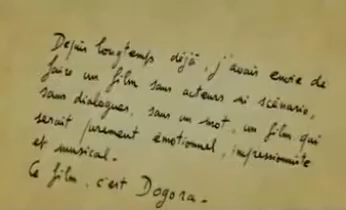 Depuis longtemps déjà, j'avais envie de
faire un film sans acteurs ni scénario,
sans dialogues, sans un mot, un film qui
serait purement émotionnel, impressionniste
et musical.
Ce film, c'est Dogora.